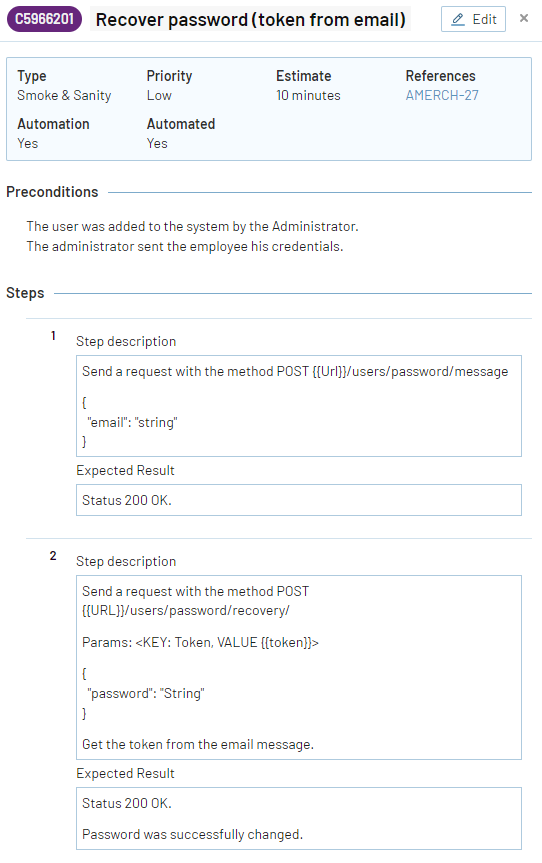 C5966201 Recover password (token from email) Edit ×
Type Priority Estimate References
Smoke & Sanity Low 10 minutes AMERCH-27
Automation Automated
Yes Yes
Preconditions
The user was added to the system by the Administrator.
The administrator sent the employee his credentials.
Steps
1 Step description
Send a request with the method POST {{Url}}/users/password/message
{
"email": "string"
}
Expected Result
Status 200 OK.
2 Step description
Send a request with the method POST
{{URL}}/users/password/recovery/
Params: <KEY: Token, VALUE {{token}}>
{
"password": "String"
}
Get the token from the email message.
Expected Result
Status 200 OK.
Password was successfully changed.